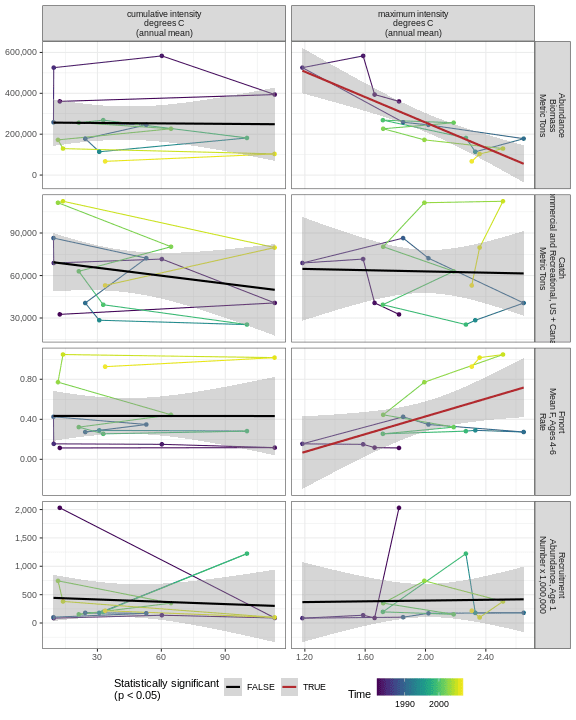 cumulative intensity
degrees C
(annual mean)
maximum intensity
degrees C
(annual mean)
600,000
400,000
200,000
0
Abundance
Biomass
Metric Tons
90,000
60,000
30,000
Catch
mmercial and Recreational, US + Cana
Metric Tons
0.80
0.40
0.00
Fmort
Mean F, Ages 4-6
Rate
2,000
1,500
1,000
500
0
Recruitment
Abundance, Age 1
Number x 1,000,000
30 60 90
1.20 1.60 2.00 2.40
Statistically significant
(p < 0.05)
FALSE
TRUE
Time
1990 2000